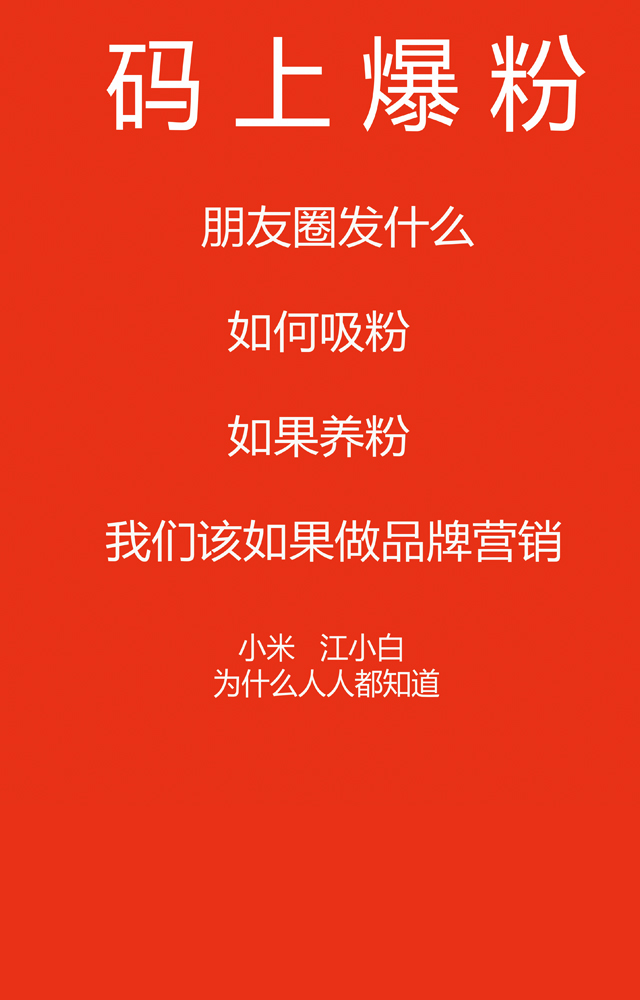 码上爆粉
朋友圈发什么
如何吸粉
如果养粉
我们该如果做品牌营销
小米 江小白
为什么人人都知道